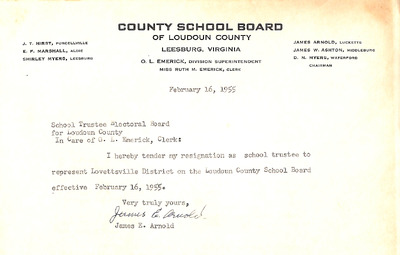 COUNTY SCHOOL BOARD
OF LOUDOUN COUNTY
LEESBURG, VIRGINIA
O. L. EMERICK, DIVISION SUPERINTENDENT
MISS RUTH M. EMERICK, CLERK
J. T. HIRST, PURCELLVILLE
E. P. MARSHALL, ALDIE
SHIRLEY MYERS, LEESBURG
JAMES ARNOLD, LUCKETTS
JAMES W. ASHTON, MIDDLEBURG
D. N. MYERS, WATERFORD
CHAIRMAN
February 16, 1955
School Trustee Electoral Board
for Loudoun County
In Care of O. L. Emerick, Clerk:
I hereby tender my resignation as school trustee to
represent Lovettsville District on the Loudoun County School Board
effective February 16, 1955.
Very truly yours,
James E. Arnold
James E. Arnold